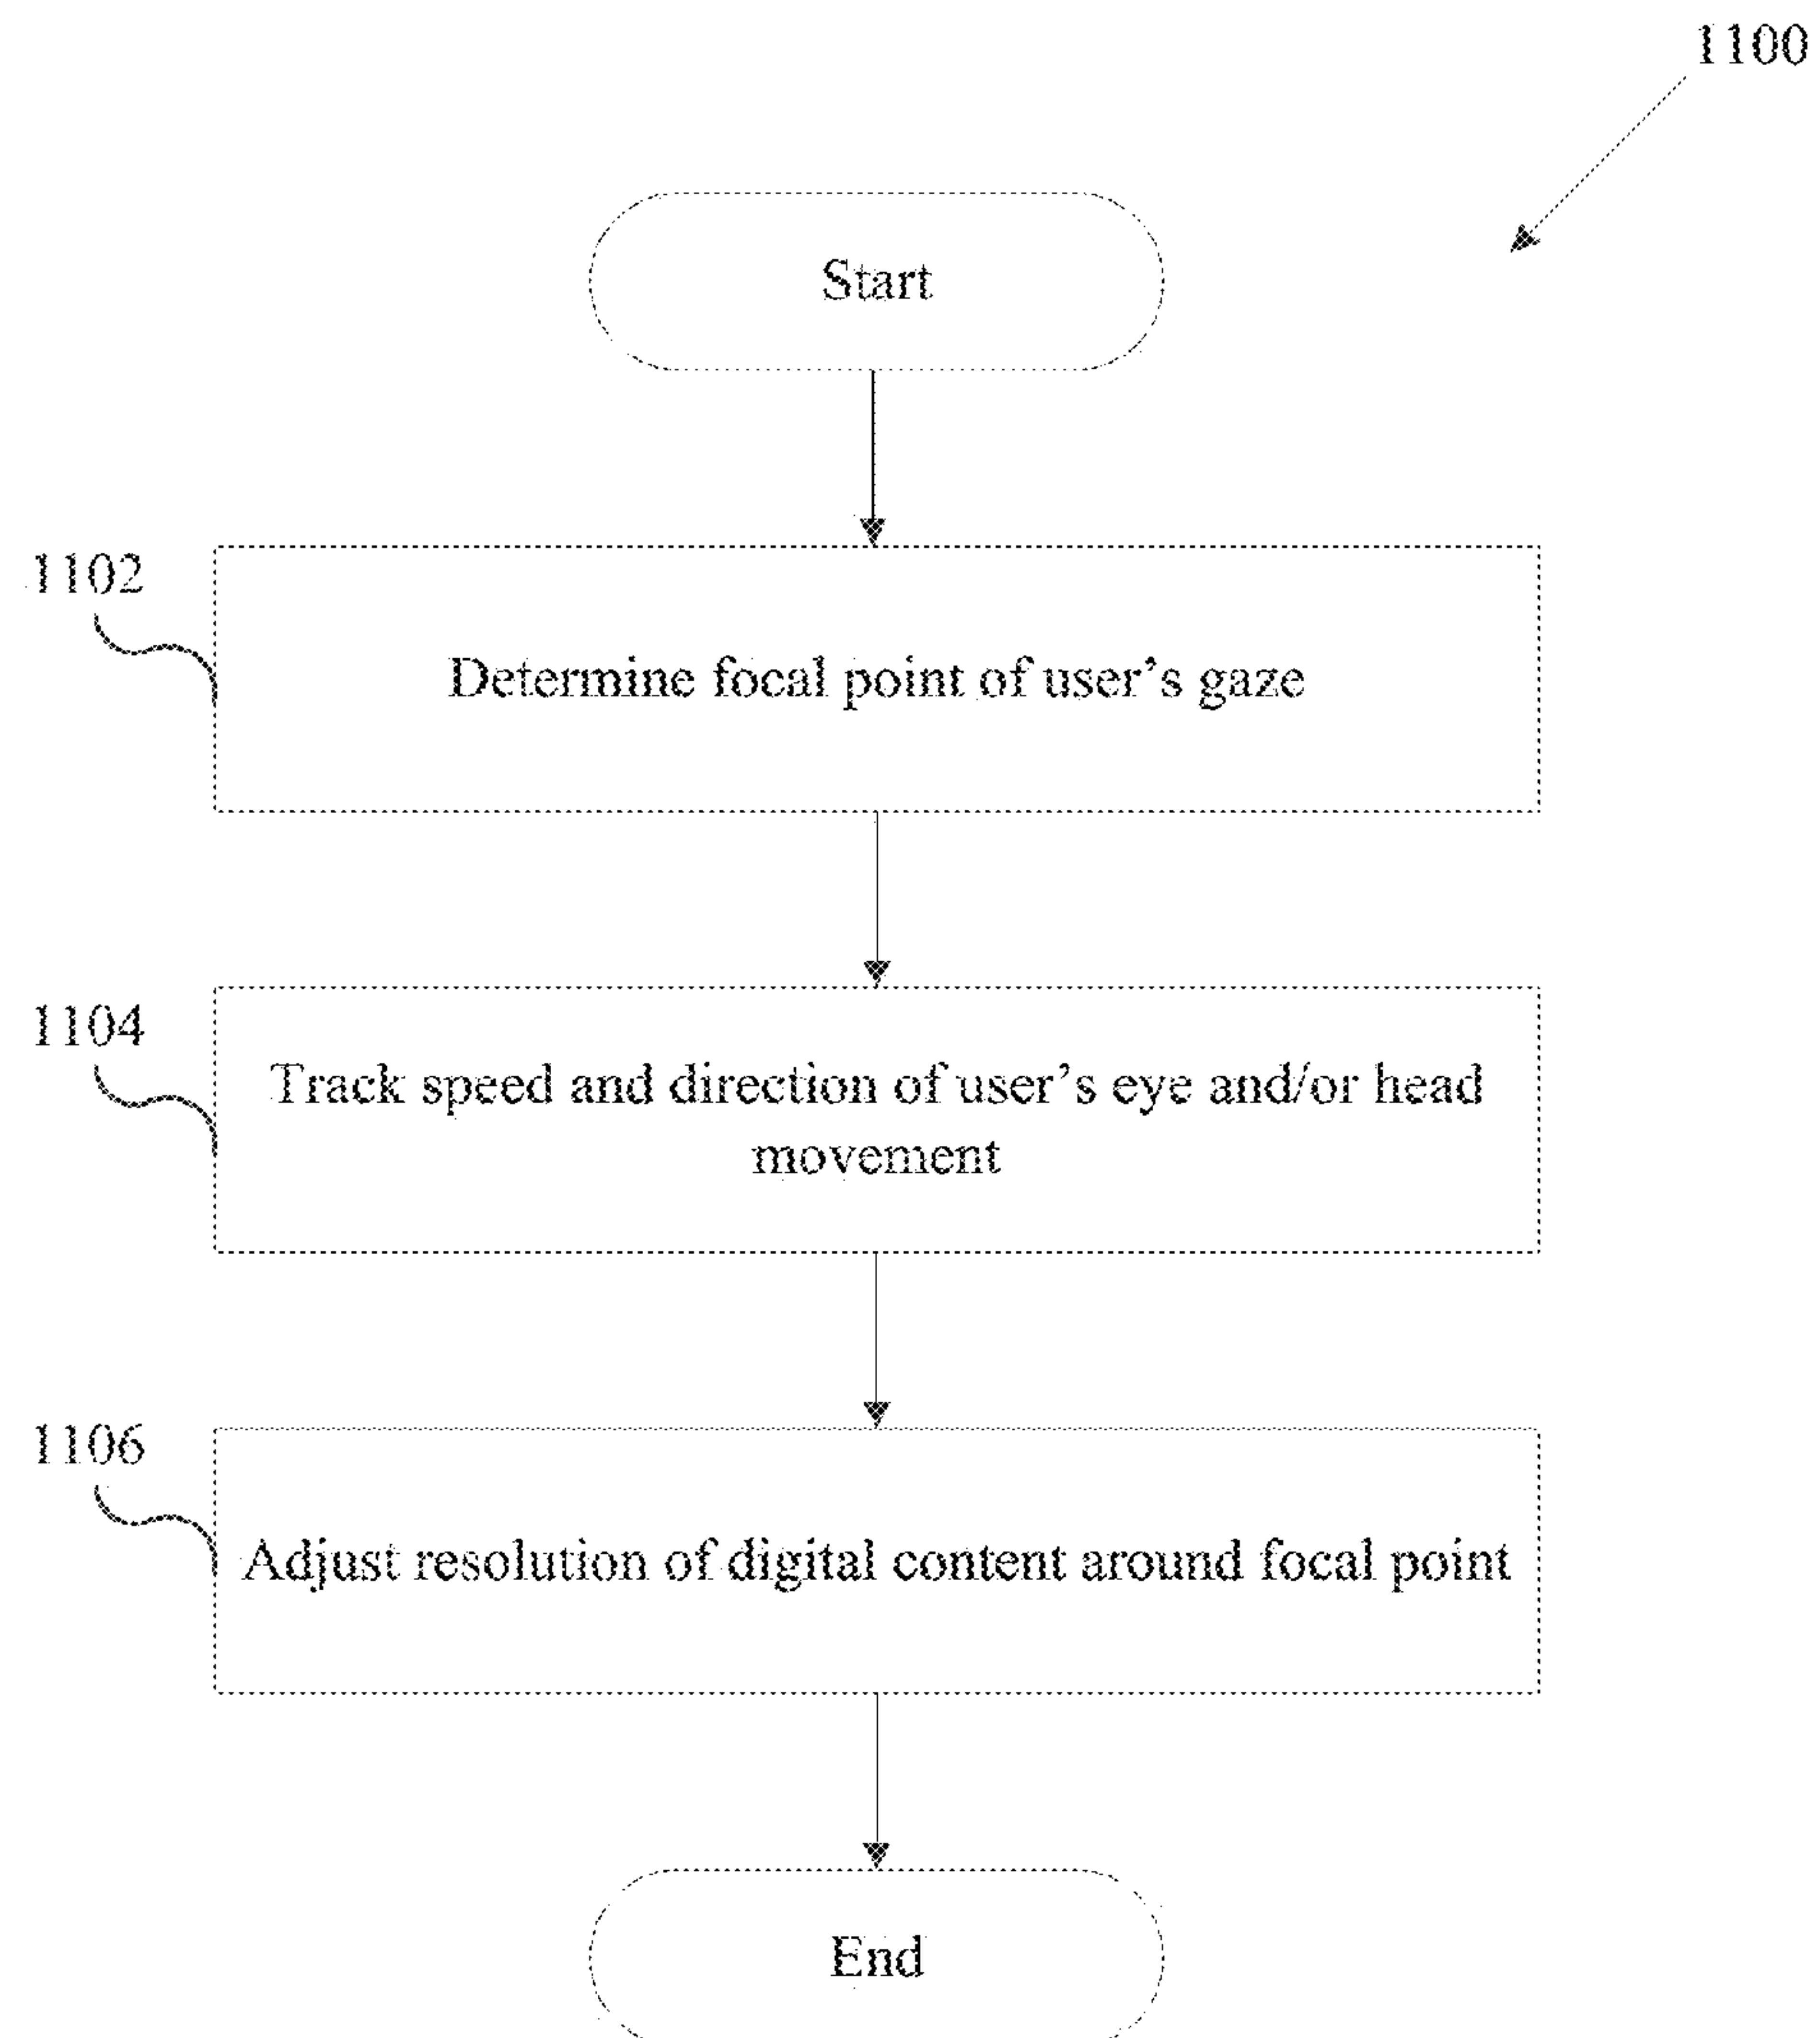 1100
Start
1102
Determine focal point of user's gaze
1104
Track speed and direction of user's eye and/or head
movement
1106
Adjust resolution of digital content around focal point
End